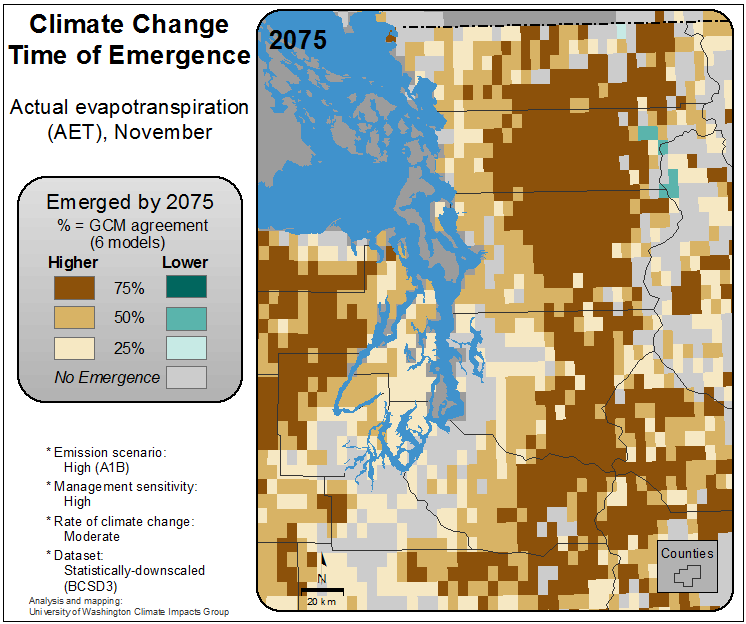 Climate Change
Time of Emergence
Actual evapotranspiration
(AET), November
Emerged by 2075
% = GCM agreement
(6 models)
Higher Lower
75%
50%
25%
No Emergence
* Emission scenario:
High (A1B)
* Management sensitivity:
High
* Rate of climate change:
Moderate
* Dataset:
Statistically-downscaled
(BCSD3)
Analysis and mapping:
University of Washington Climate Impacts Group
2075
N
20 km
Counties